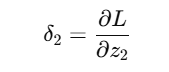 δ₂ = ∂L / ∂z₂